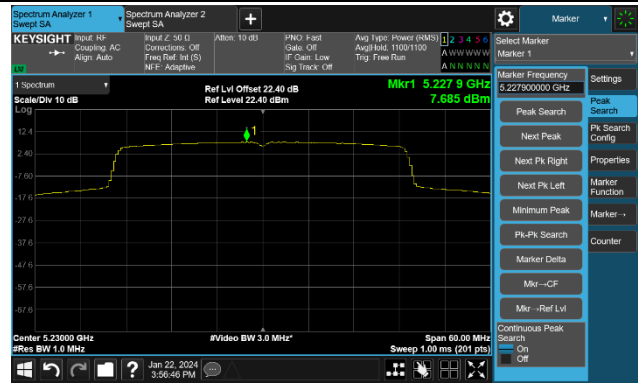 Spectrum Analyzer 1
Swept SA
Spectrum Analyzer 2
Swept SA
+
Marker
KEYSIGHT
Input: RF
Coupling: AC
Align: Auto
Input Z: 50 Ω
Corrections: Off
Freq Ref: Int (S)
NFE: Adaptive
Atten: 10 dB
PNO: Fast
Gate: Off
IF Gain: Low
Sig Track: Off
Avg Type: Power (RMS)
Avg|Hold: 1100/1100
Trig: Free Run
1 2 3 4 5 6
A W W W W W
A N N N N N
LV
Select Marker
Marker 1
1 Spectrum
Scale/Div 10 dB
Log
Ref Lvl Offset 22.40 dB
Ref Level 22.40 dBm
Mkr1 5.227 9 GHz
7.685 dBm
1
12.4
2.40
-7.60
-17.6
-27.6
-37.6
-47.6
-57.6
-67.6
Center 5.23000 GHz
#Res BW 1.0 MHz
#Video BW 3.0 MHz*
Span 60.00 MHz
Sweep 1.00 ms (201 pts)
Marker Frequency
5.227900000 GHz
Peak Search
Next Peak
Next Pk Right
Next Pk Left
Minimum Peak
Pk-Pk Search
Marker Delta
Mkr→CF
Mkr→Ref Lvl
Continuous Peak
Search
On
Off
Settings
Peak
Search
Pk Search
Config
Properties
Marker
Function
Marker→
Counter
?
Jan 22, 2024
3:56:46 PM